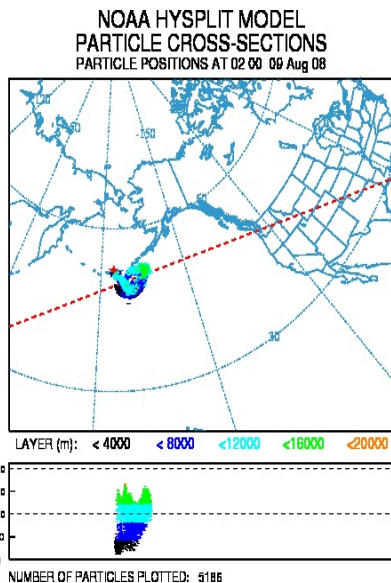 NOAA HYSPLIT MODEL
PARTICLE CROSS-SECTIONS
PARTICLE POSITIONS AT 02 00 09 Aug 08
-150
30
LAYER (m): < 4000 < 8000 <12000 <16000 <20000
NUMBER OF PARTICLES PLOTTED: 5186